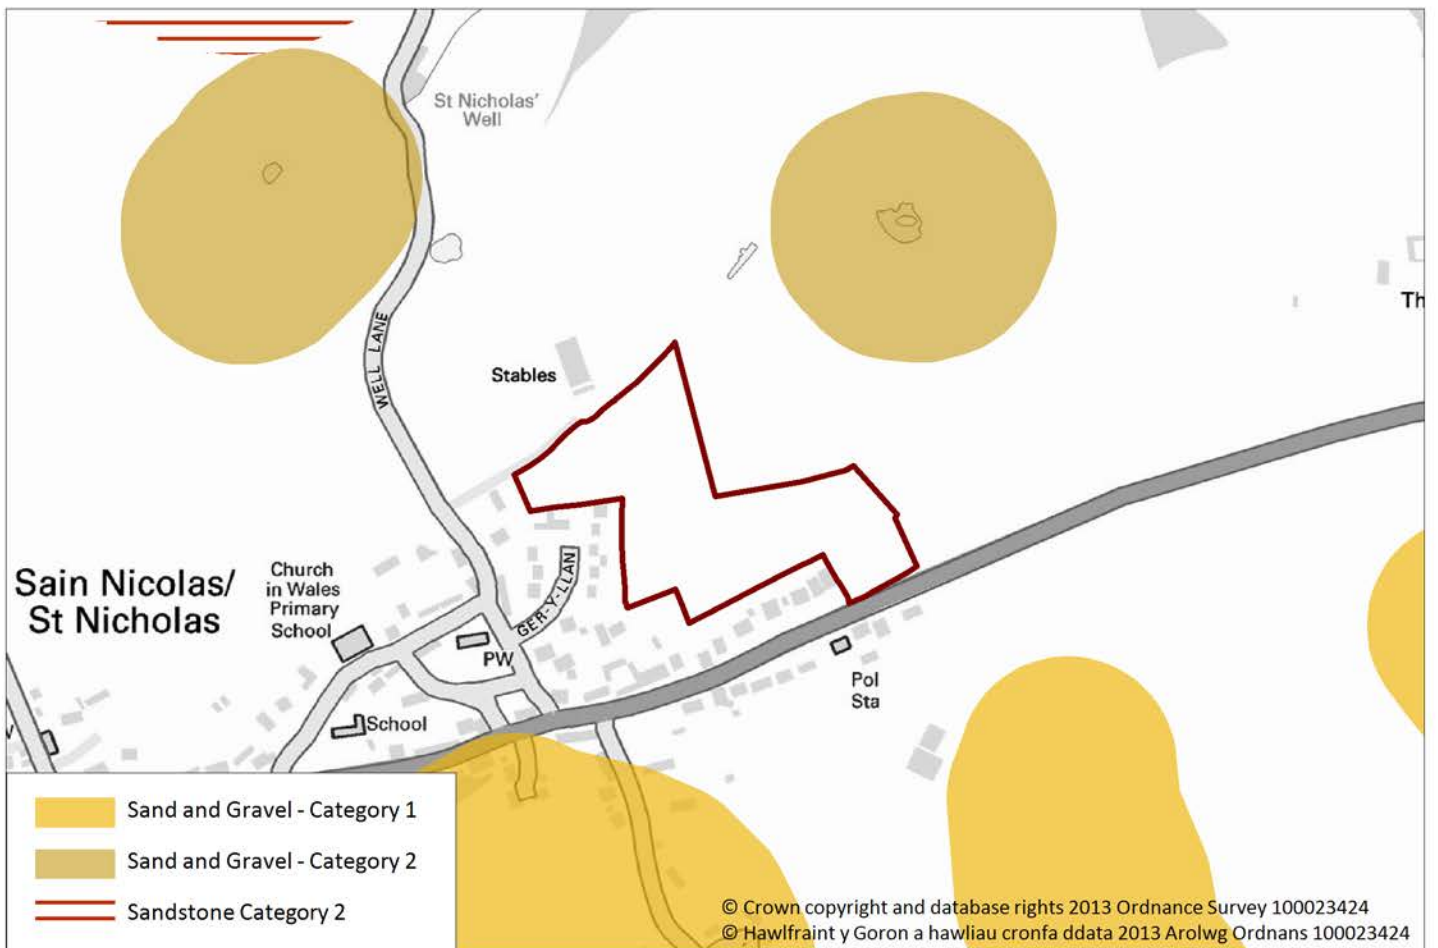 St Nicholas'
Well
WELL LANE
Stables
Th
Sain Nicolas/
St Nicholas
Church
in Wales
Primary
School
GER-Y-LLAN
PW
Pol
Sta
School
Sand and Gravel - Category 1
Sand and Gravel - Category 2
Sandstone Category 2
© Crown copyright and database rights 2013 Ordnance Survey 100023424
© Hawlfraint y Goron a hawliau cronfa ddata 2013 Arolwg Ordnans 100023424